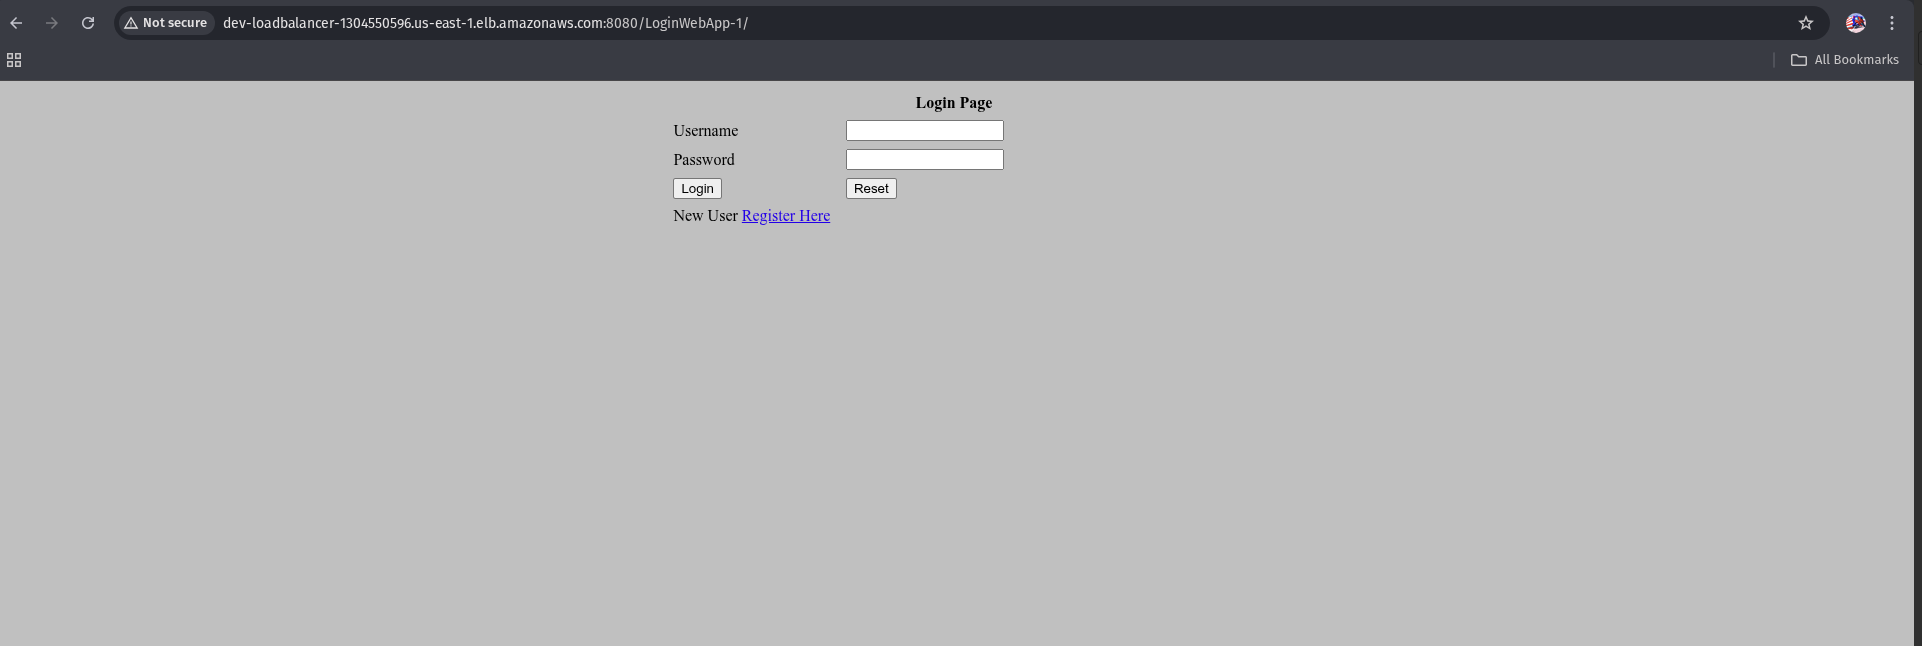 Not secure dev-loadbalancer-1304550596.us-east-1.elb.amazonaws.com:8080/LoginWebApp-1/
All Bookmarks
Login Page
Username
Password
Login Reset
New User Register Here